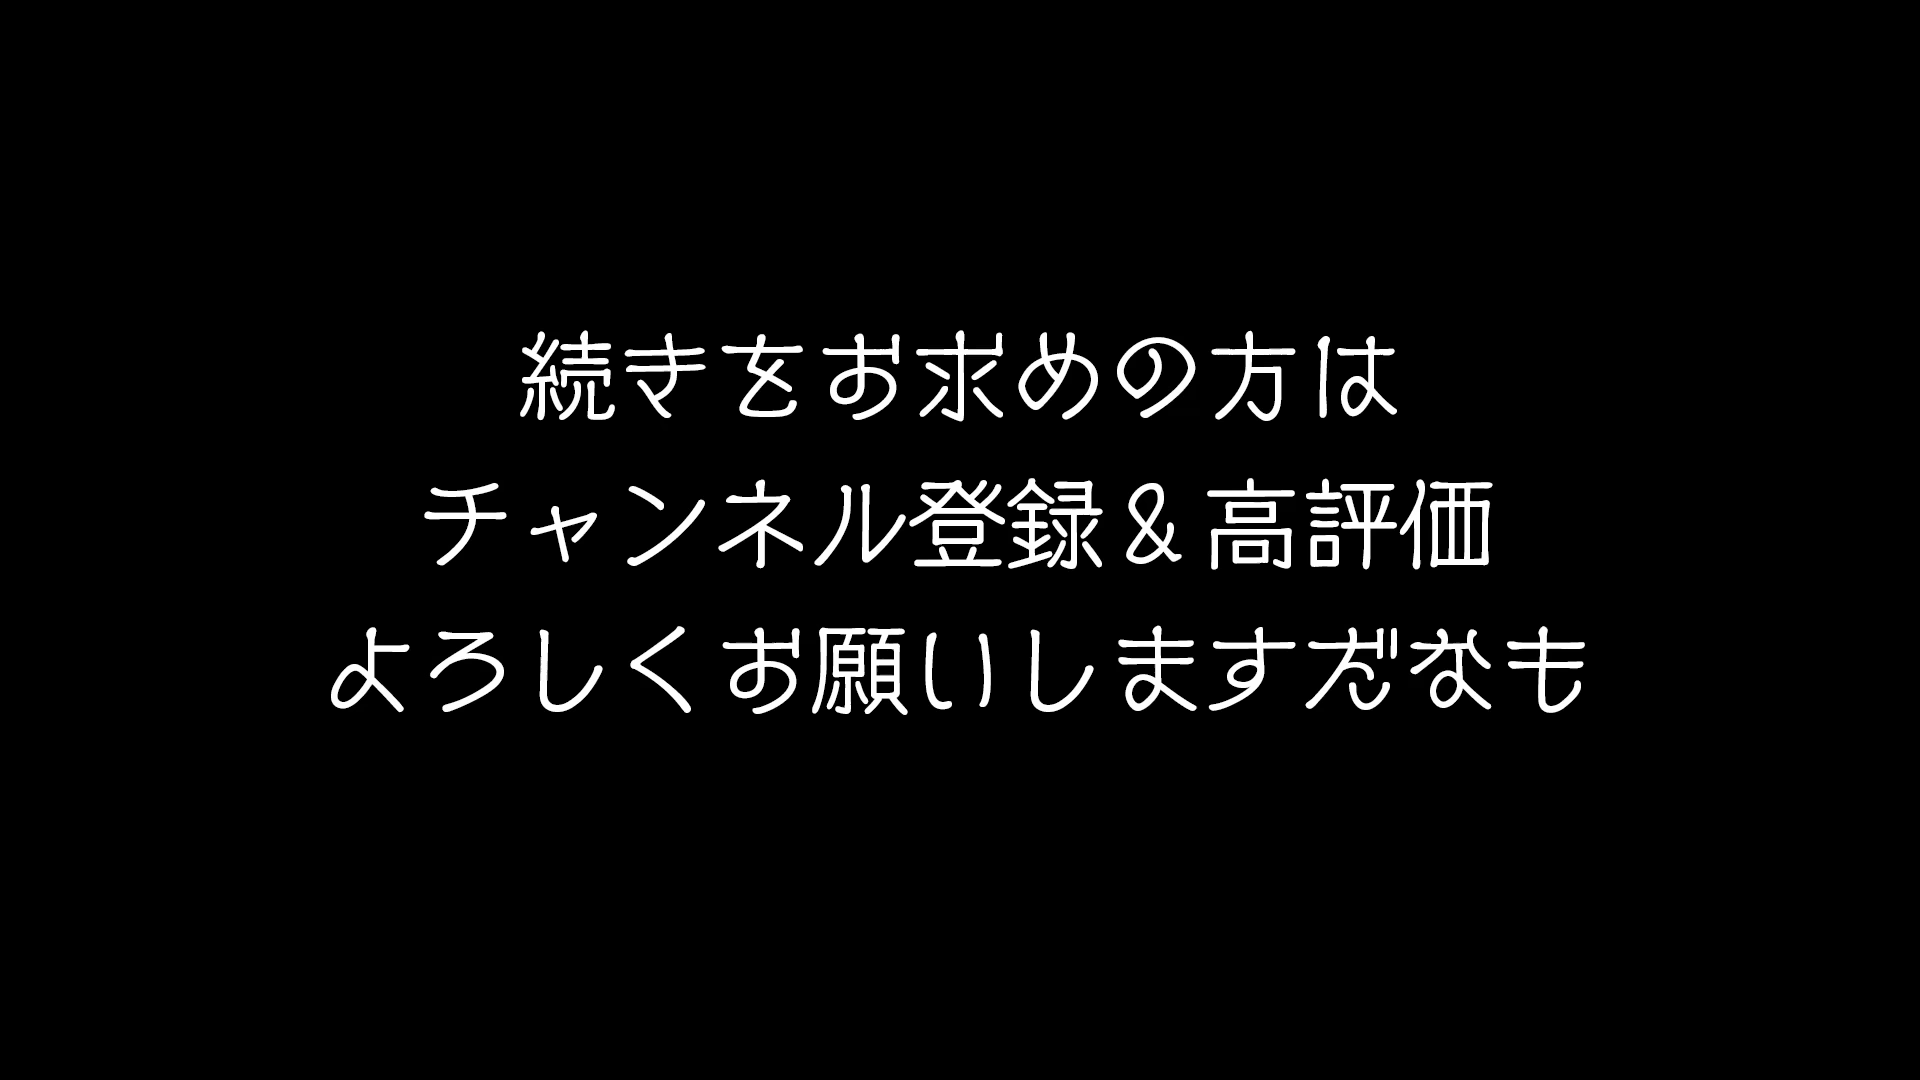 続きをお求めの方は
チャンネル登録＆高評価
よろしくお願いしますだなも